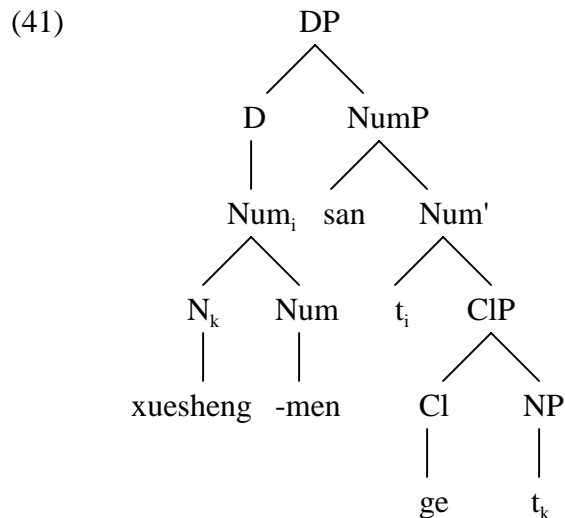 (41) DP
D NumP
Num_i san Num'
N_k Num t_i ClP
xuesheng -men Cl NP
ge t_k